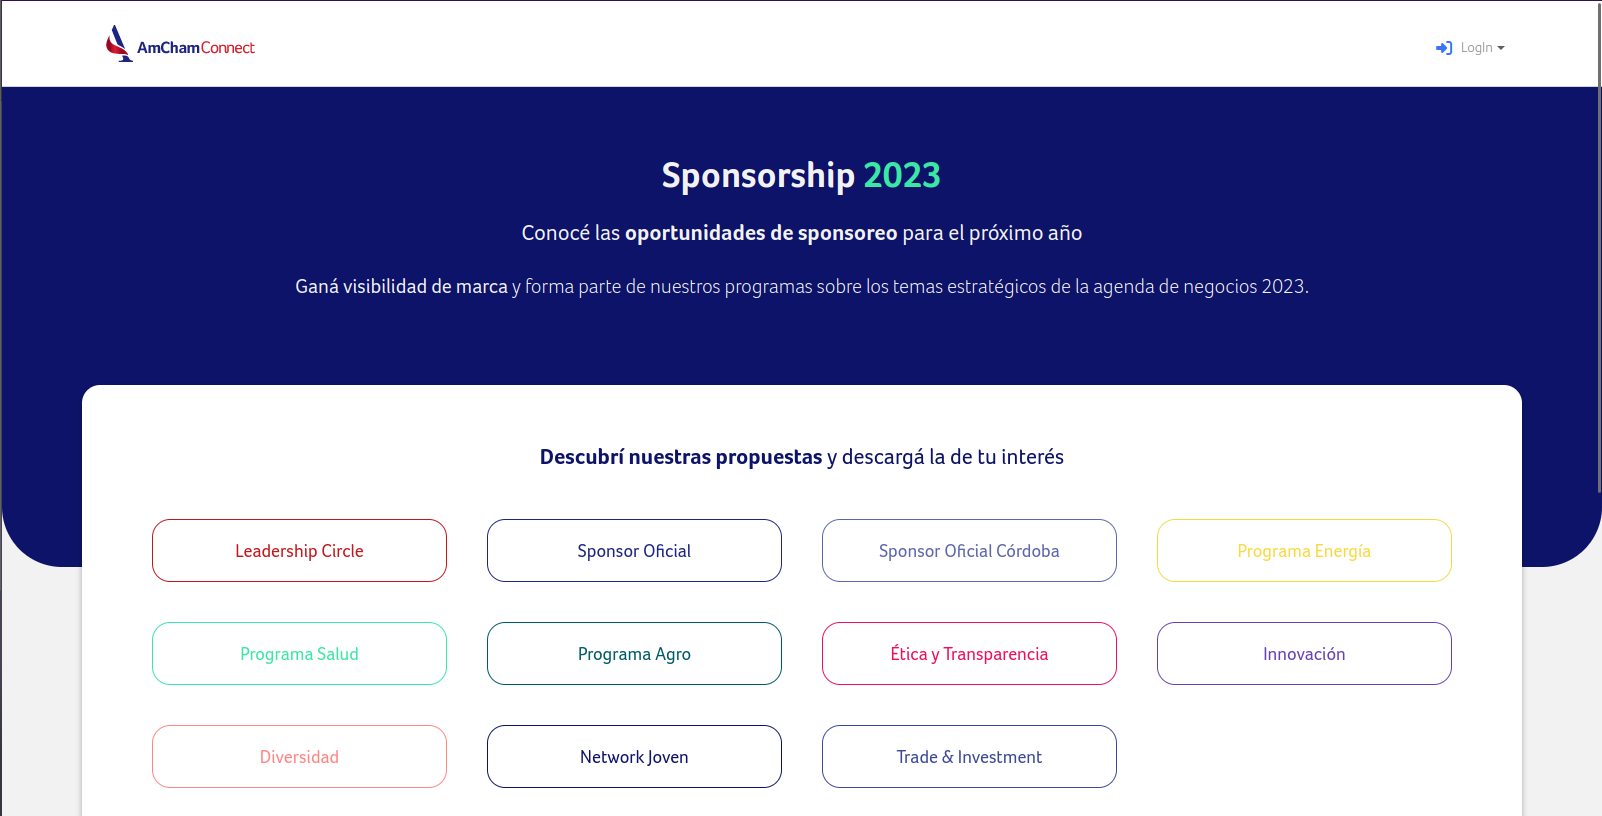 AmChamConnect
LogIn
Sponsorship 2023
Conocé las oportunidades de sponsoreo para el próximo año
Ganá visibilidad de marca y forma parte de nuestros programas sobre los temas estratégicos de la agenda de negocios 2023.
Descubrí nuestras propuestas y descargá la de tu interés
Leadership Circle
Sponsor Oficial
Sponsor Oficial Córdoba
Programa Energía
Programa Salud
Programa Agro
Ética y Transparencia
Innovación
Diversidad
Network Joven
Trade & Investment